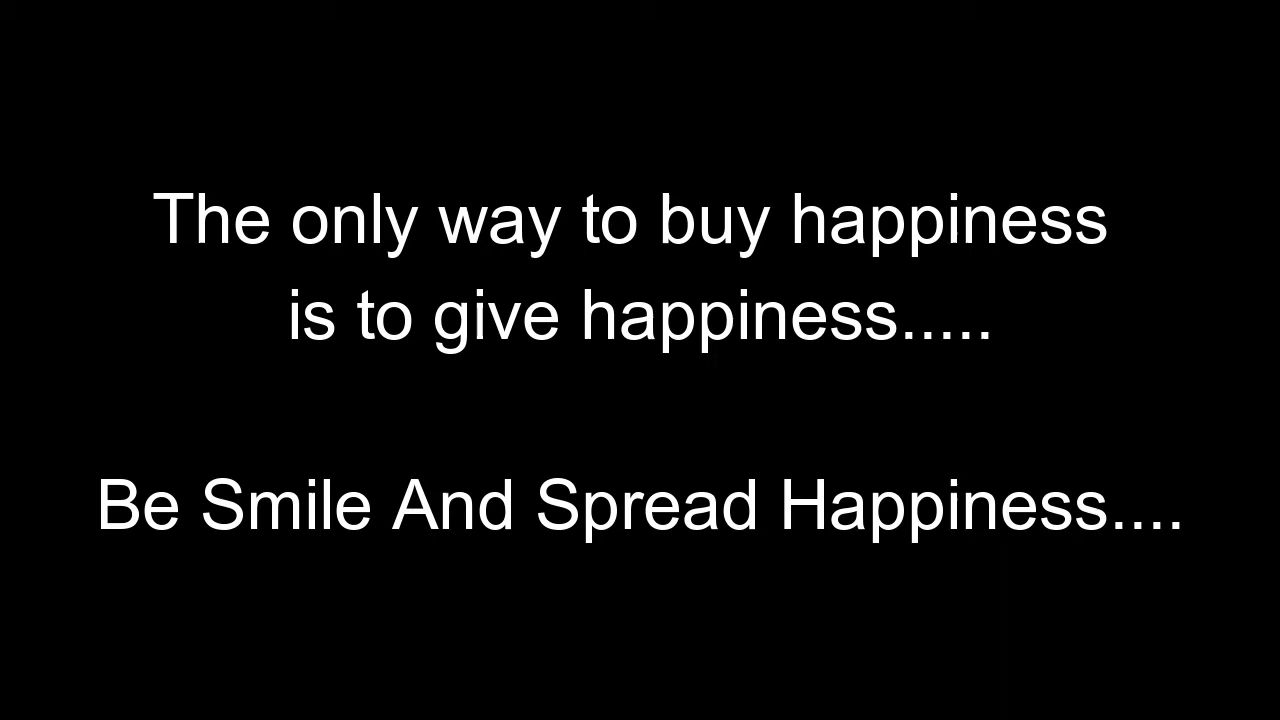 The only way to buy happiness
is to give happiness.....
Be Smile And Spread Happiness....